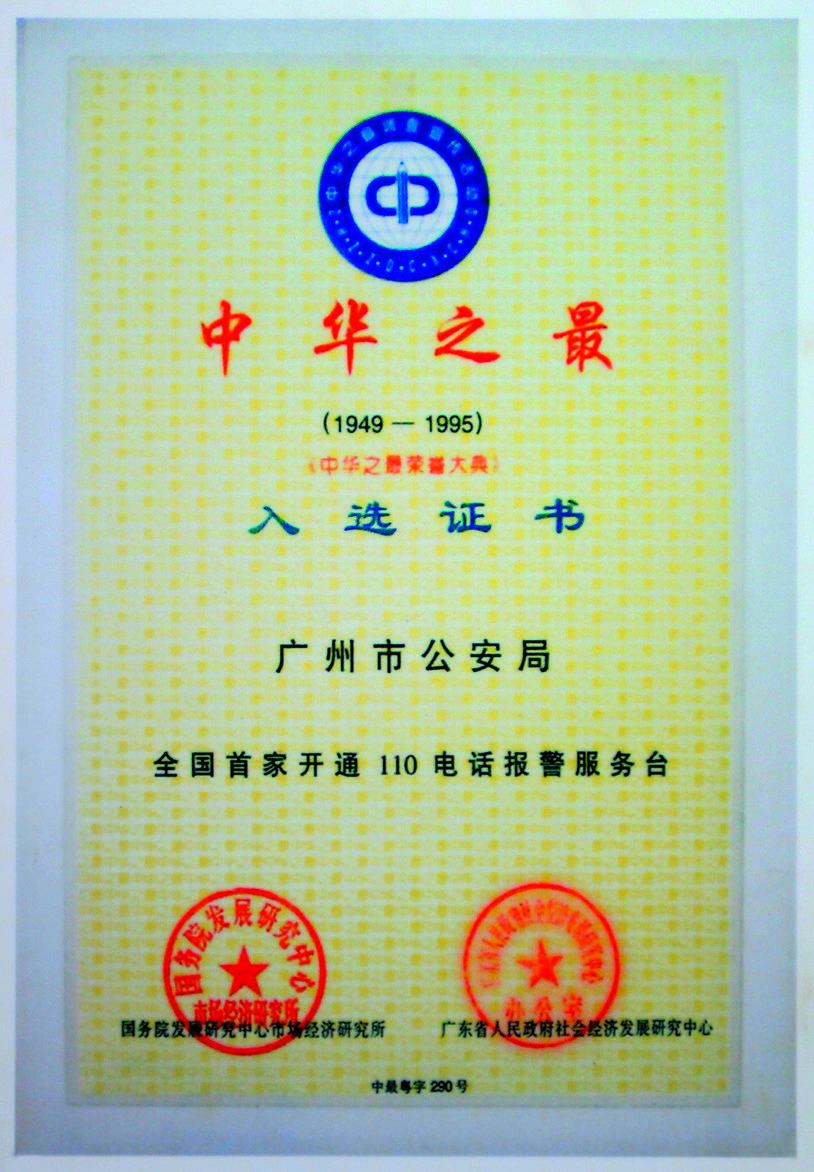 中华之最
(1949 — 1995)
《中华之最荣誉大典》
入选证书
广州市公安局
全国首家开通 110 电话报警服务台
国务院发展研究中心
市场经济研究所
办公室
国务院发展研究中心市场经济研究所
广东省人民政府社会经济发展研究中心
中最粤字 290 号